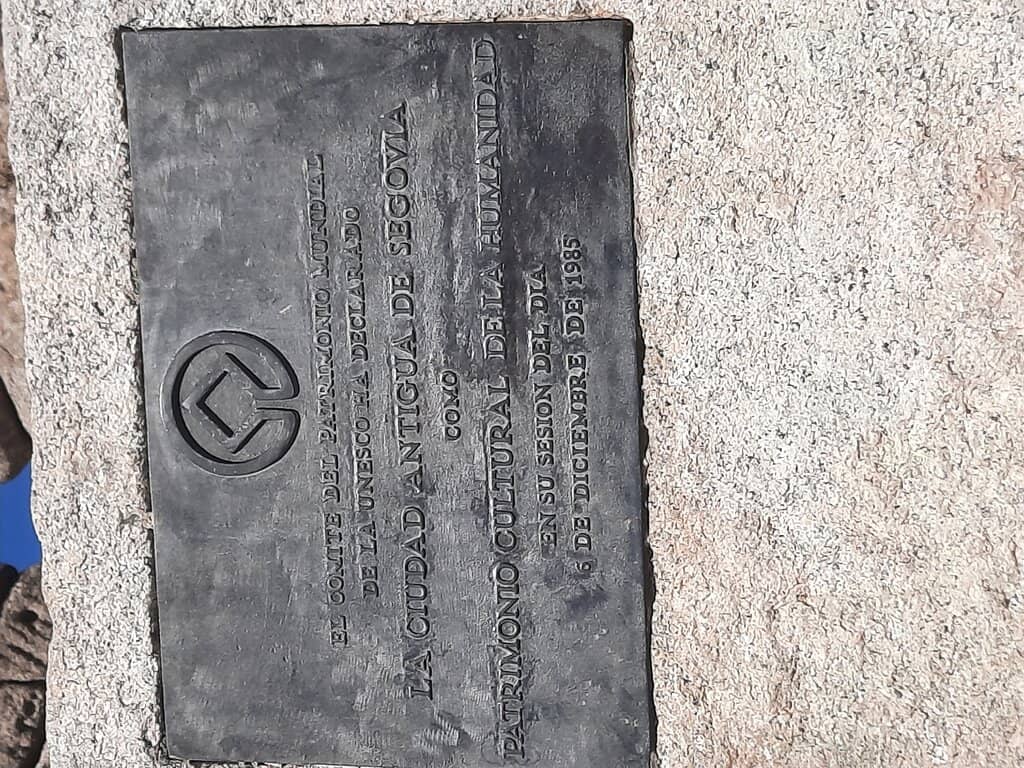 EL COMITE DEL PATRIMONIO MUNDIAL
DE LA UNESCO HA DECLARADO
LA CIUDAD ANTIGUA DE SEGOVIA
COMO
PATRIMONIO CULTURAL DE LA HUMANIDAD
EN SU SESION DEL DIA
6 DE DICIEMBRE DE 1985